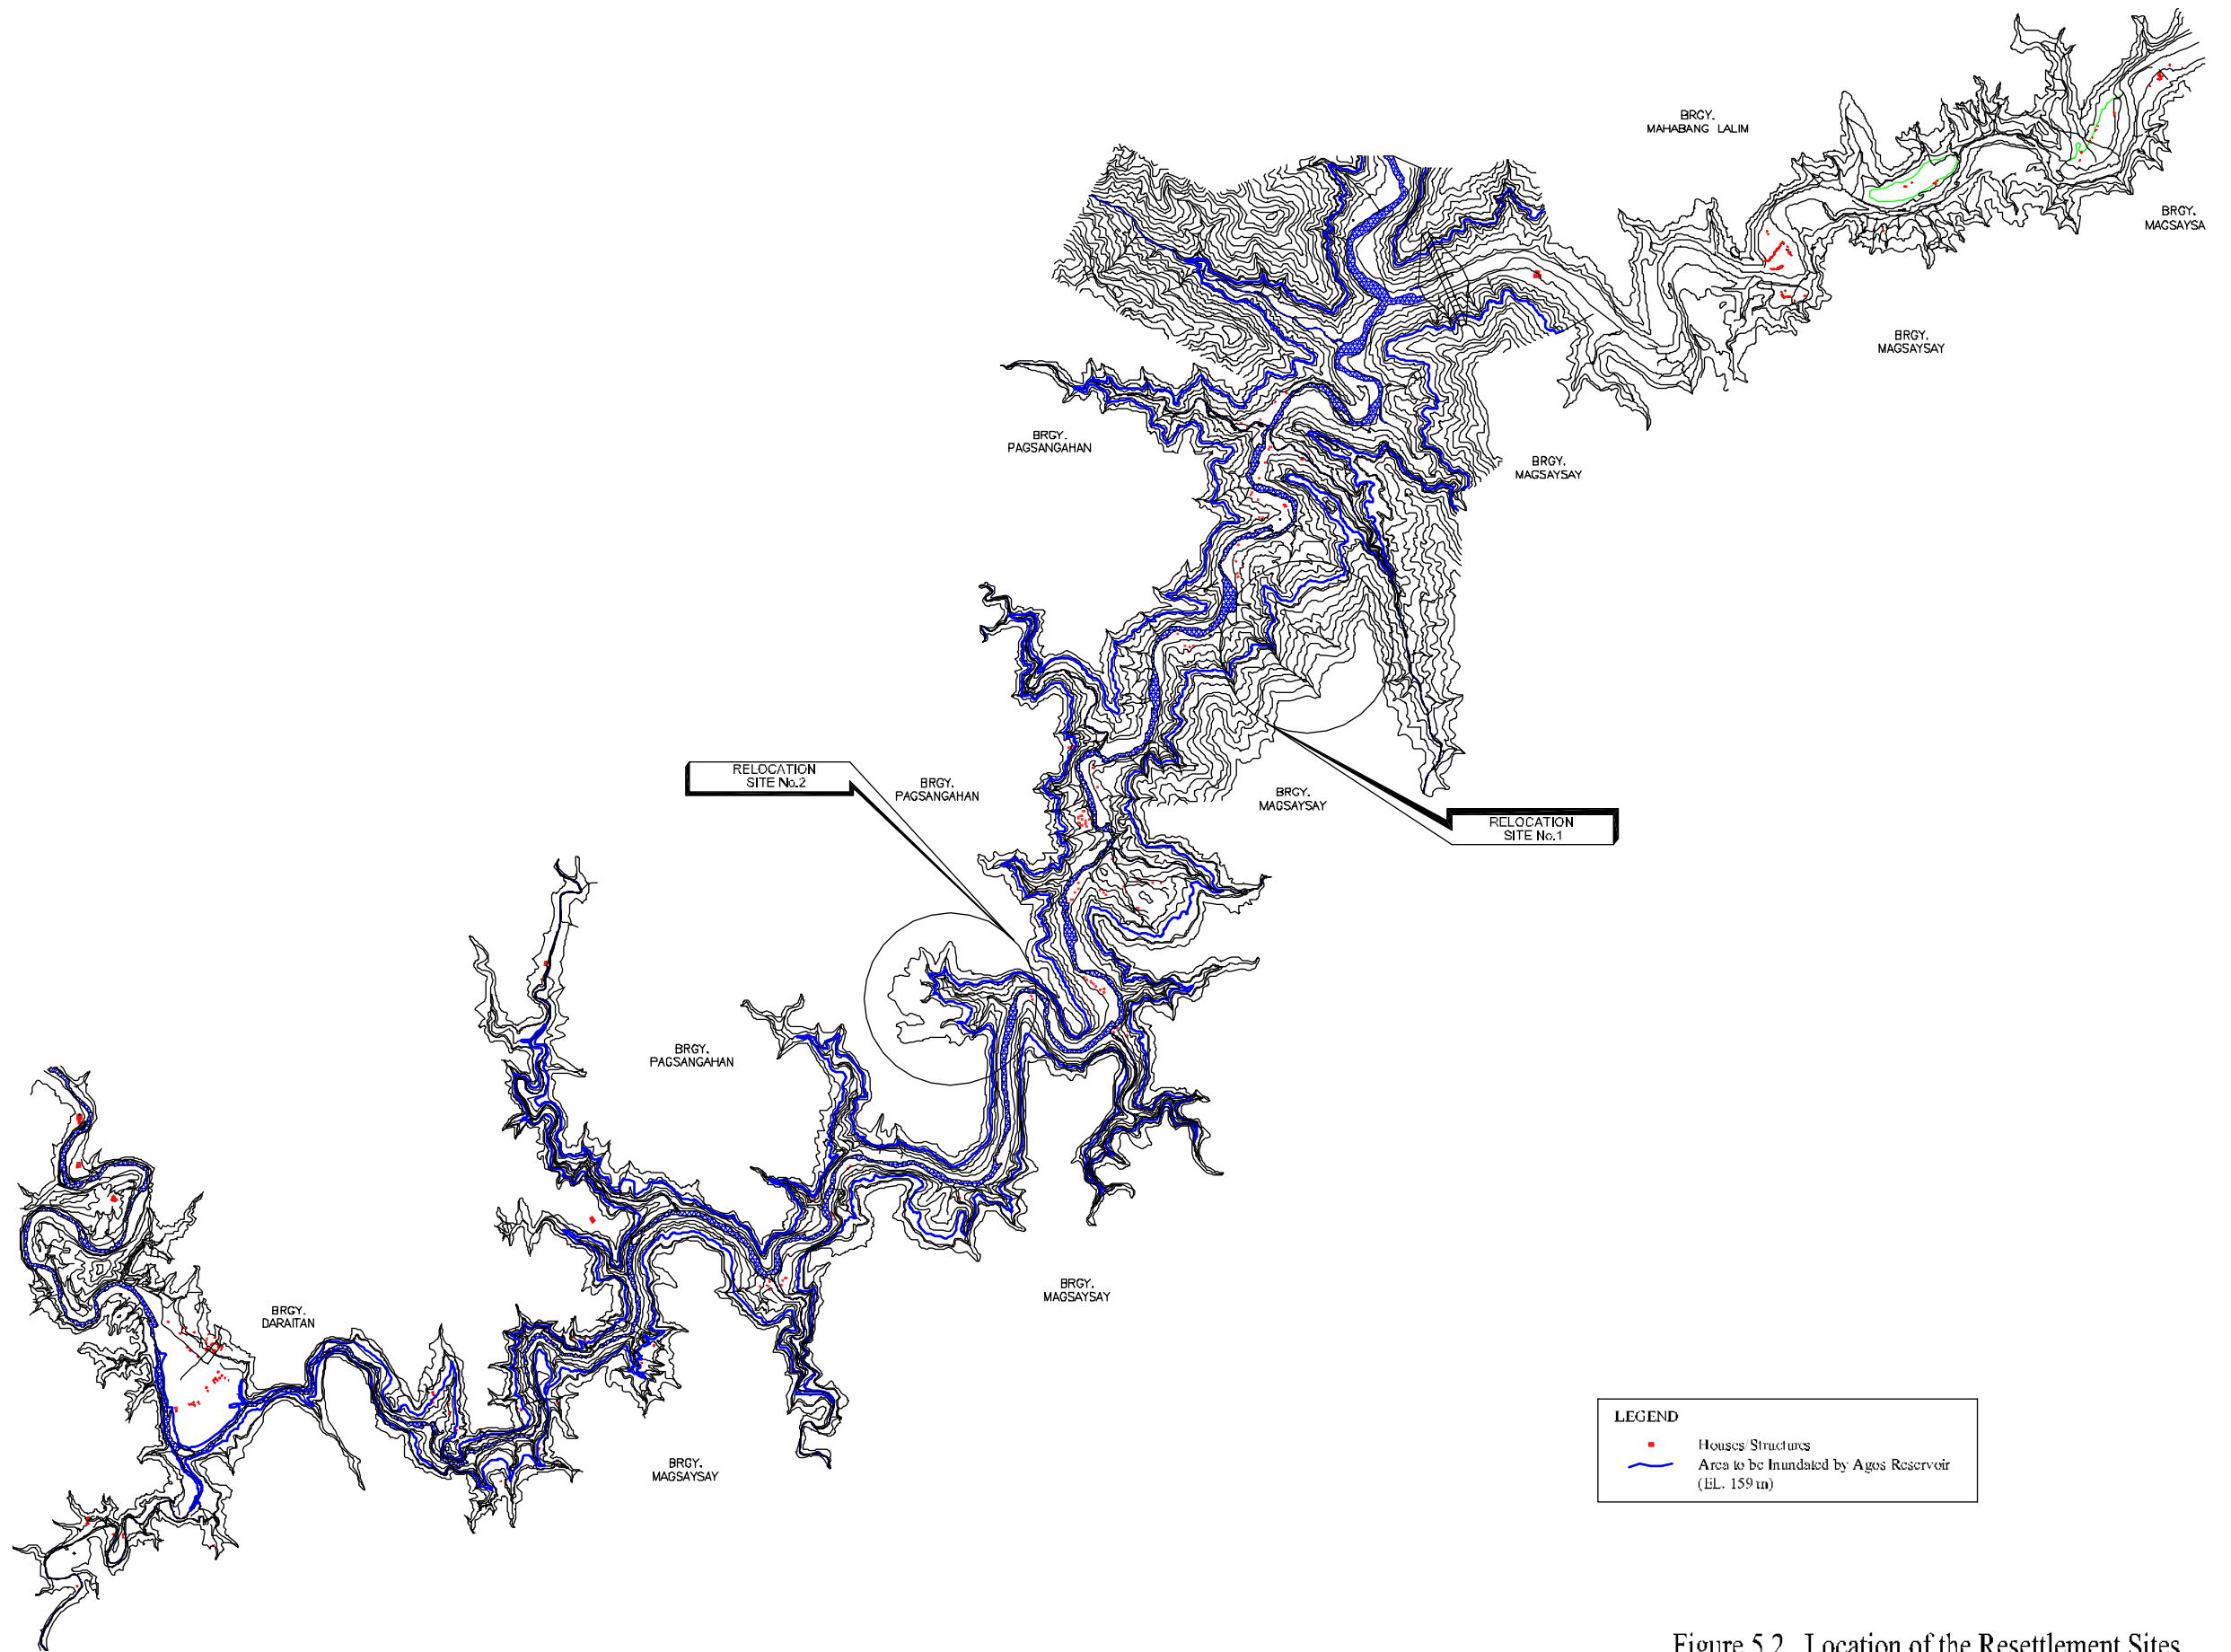 BRGY.
MAHABANG LALIM
BRGY.
MAGSAYSA
BRGY.
MAGSAYSAY
BRGY.
PAGSANGAHAN
BRGY.
MAGSAYSAY
RELOCATION
SITE No.2
BRGY.
PAGSANGAHAN
BRGY.
MAGSAYSAY
RELOCATION
SITE No.1
BRGY.
PAGSANGAHAN
BRGY.
MAGSAYSAY
BRGY.
DARAITAN
BRGY.
MAGSAYSAY
LEGEND
Houses/Structures
Area to be Inundated by Agos Reservoir
(EL. 159 m)
Figure 5.2 Location of the Resettlement Sites